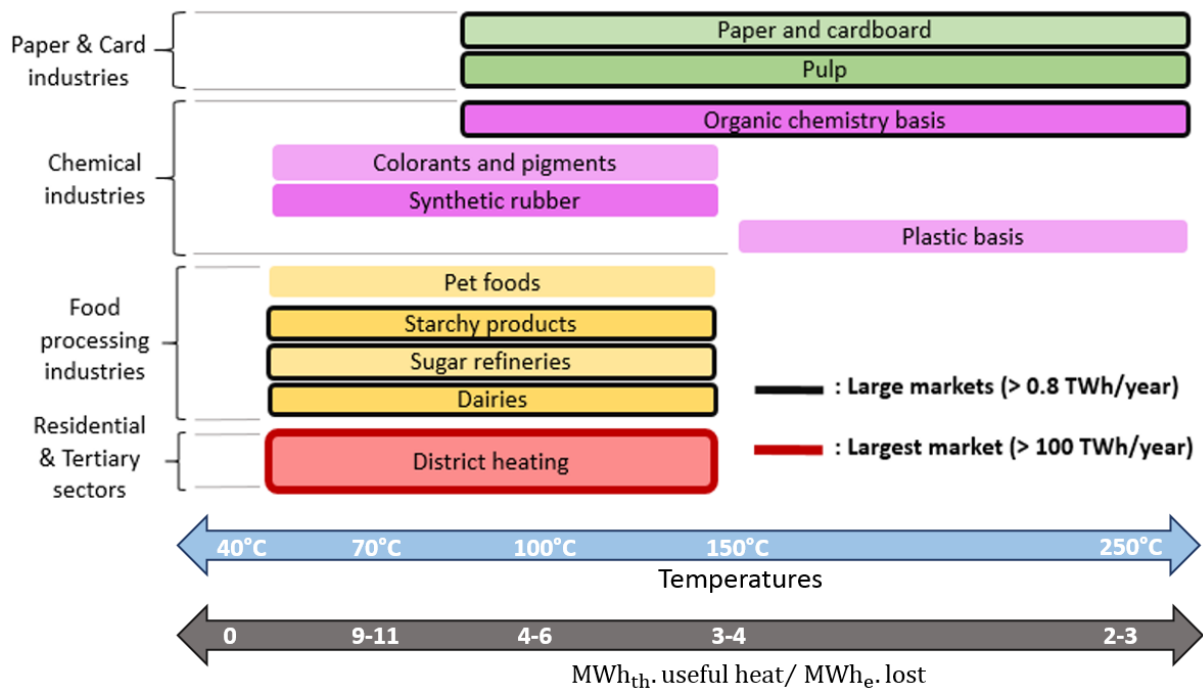 Paper & Card
industries
Paper and cardboard
Pulp
Chemical
industries
Organic chemistry basis
Colorants and pigments
Synthetic rubber
Plastic basis
Food
processing
industries
Pet foods
Starchy products
Sugar refineries
Dairies
Residential
& Tertiary
sectors
District heating
: Large markets (> 0.8 TWh/year)
: Largest market (> 100 TWh/year)
40°C 70°C 100°C 150°C 250°C
Temperatures
0 9-11 4-6 3-4 2-3
MWhth. useful heat/ MWhe. lost